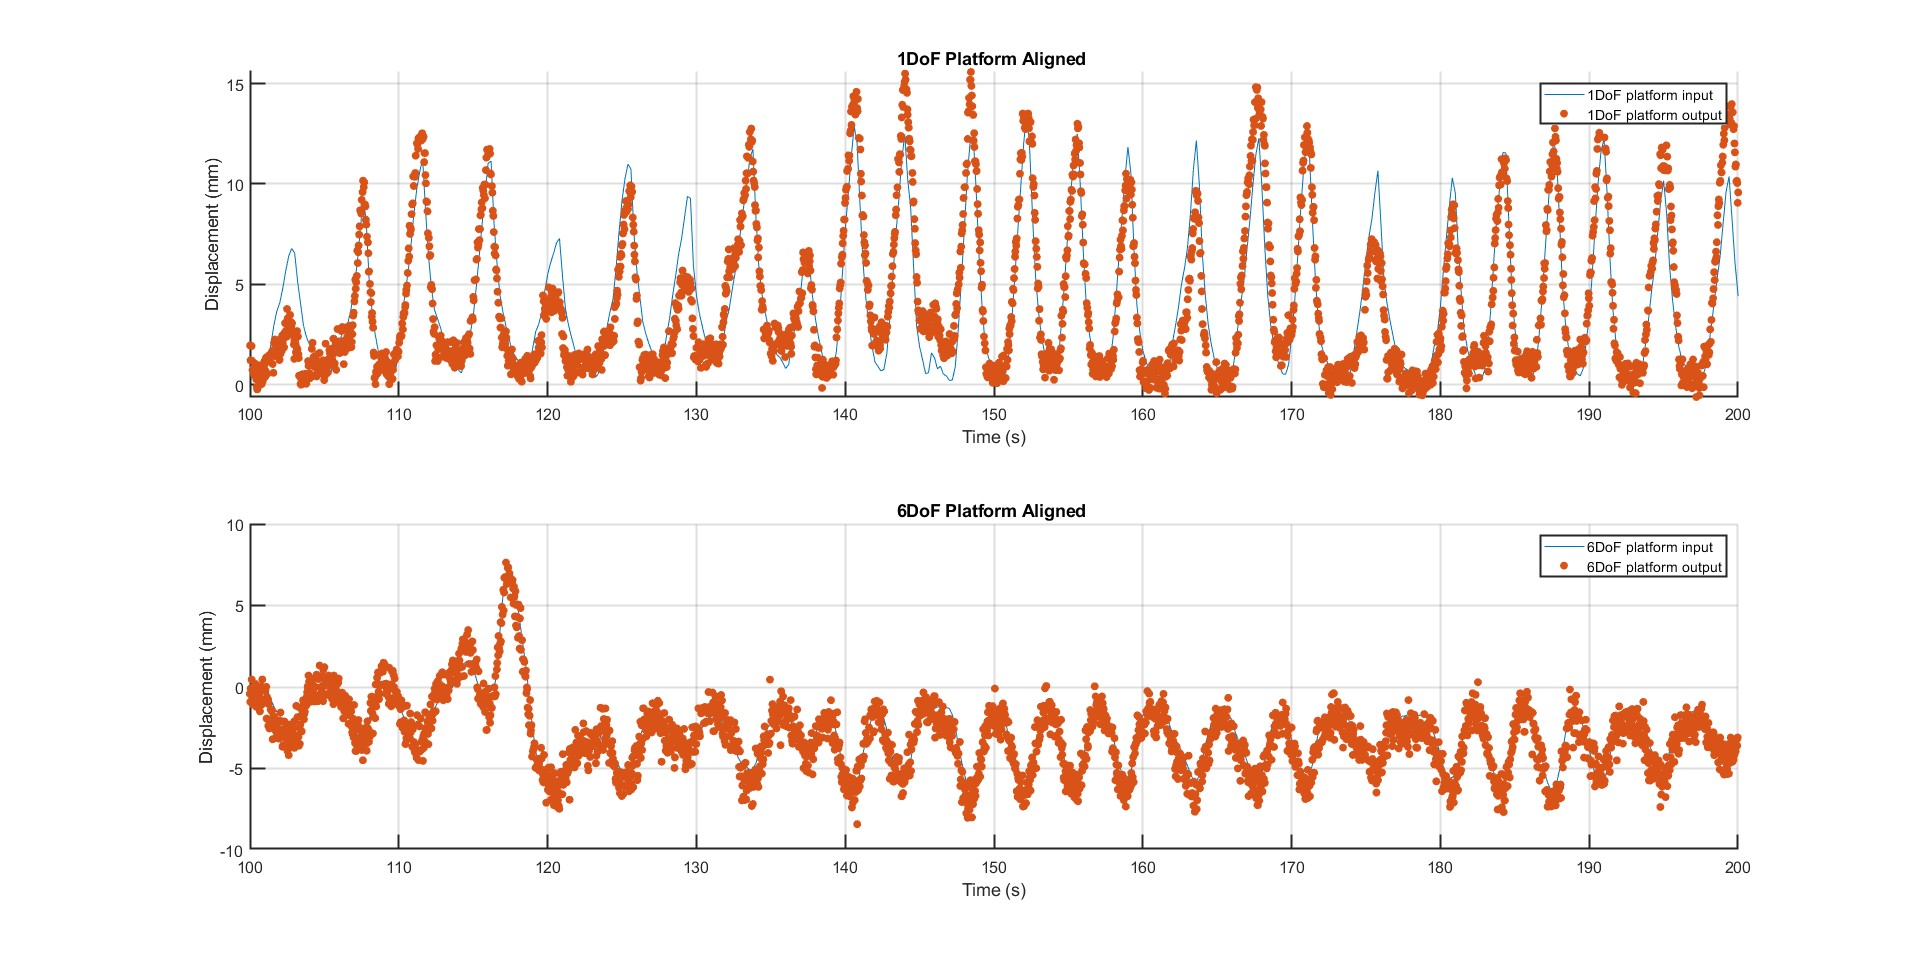 1DoF Platform Aligned
15
10
5
0
Displacement (mm)
1DoF platform input
1DoF platform output
100 110 120 130 140 150 160 170 180 190 200
Time (s)
6DoF Platform Aligned
10
5
0
-5
-10
Displacement (mm)
6DoF platform input
6DoF platform output
100 110 120 130 140 150 160 170 180 190 200
Time (s)